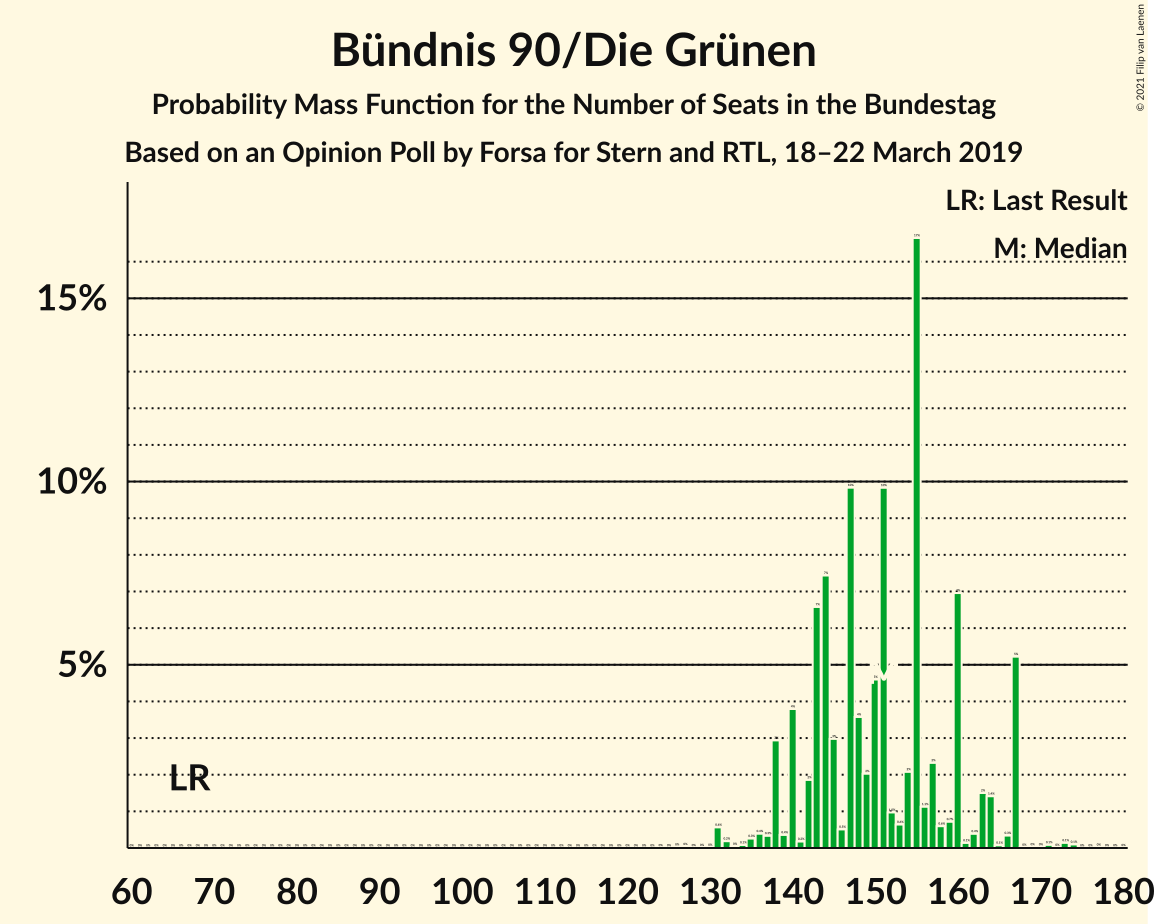 Bündnis 90/Die Grünen
Probability Mass Function for the Number of Seats in the Bundestag
Based on an Opinion Poll by Forsa for Stern and RTL, 18–22 March 2019
© 2021 Filip van Laenen
LR: Last Result
M: Median
15%
10%
5%
LR
60 70 80 90 100 110 120 130 140 150 160 170 180